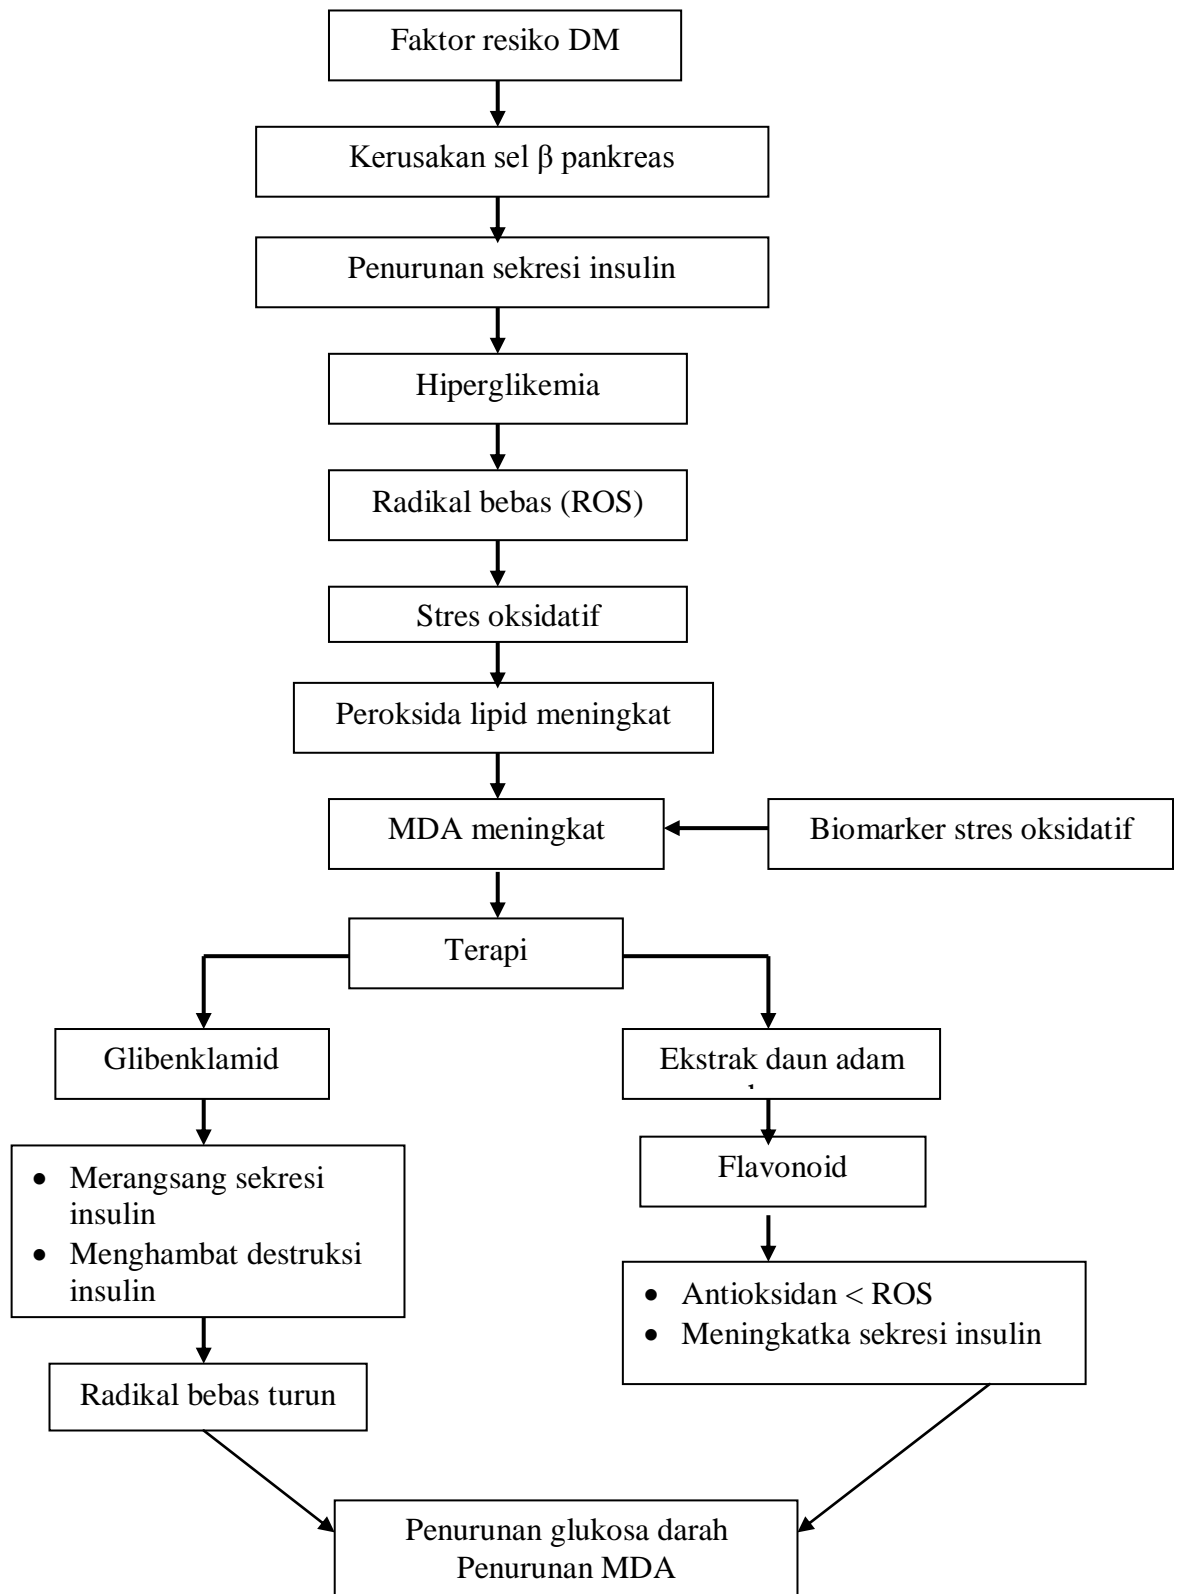 Faktor resiko DM
Kerusakan sel β pankreas
Penurunan sekresi insulin
Hiperglikemia
Radikal bebas (ROS)
Stres oksidatif
Peroksida lipid meningkat
MDA meningkat
Biomarker stres oksidatif
Terapi
Glibenklamid
Ekstrak daun adam
• Merangsang sekresi
insulin
• Menghambat destruksi
insulin
Flavonoid
• Antioksidan < ROS
• Meningkatka sekresi insulin
Radikal bebas turun
Penurunan glukosa darah
Penurunan MDA